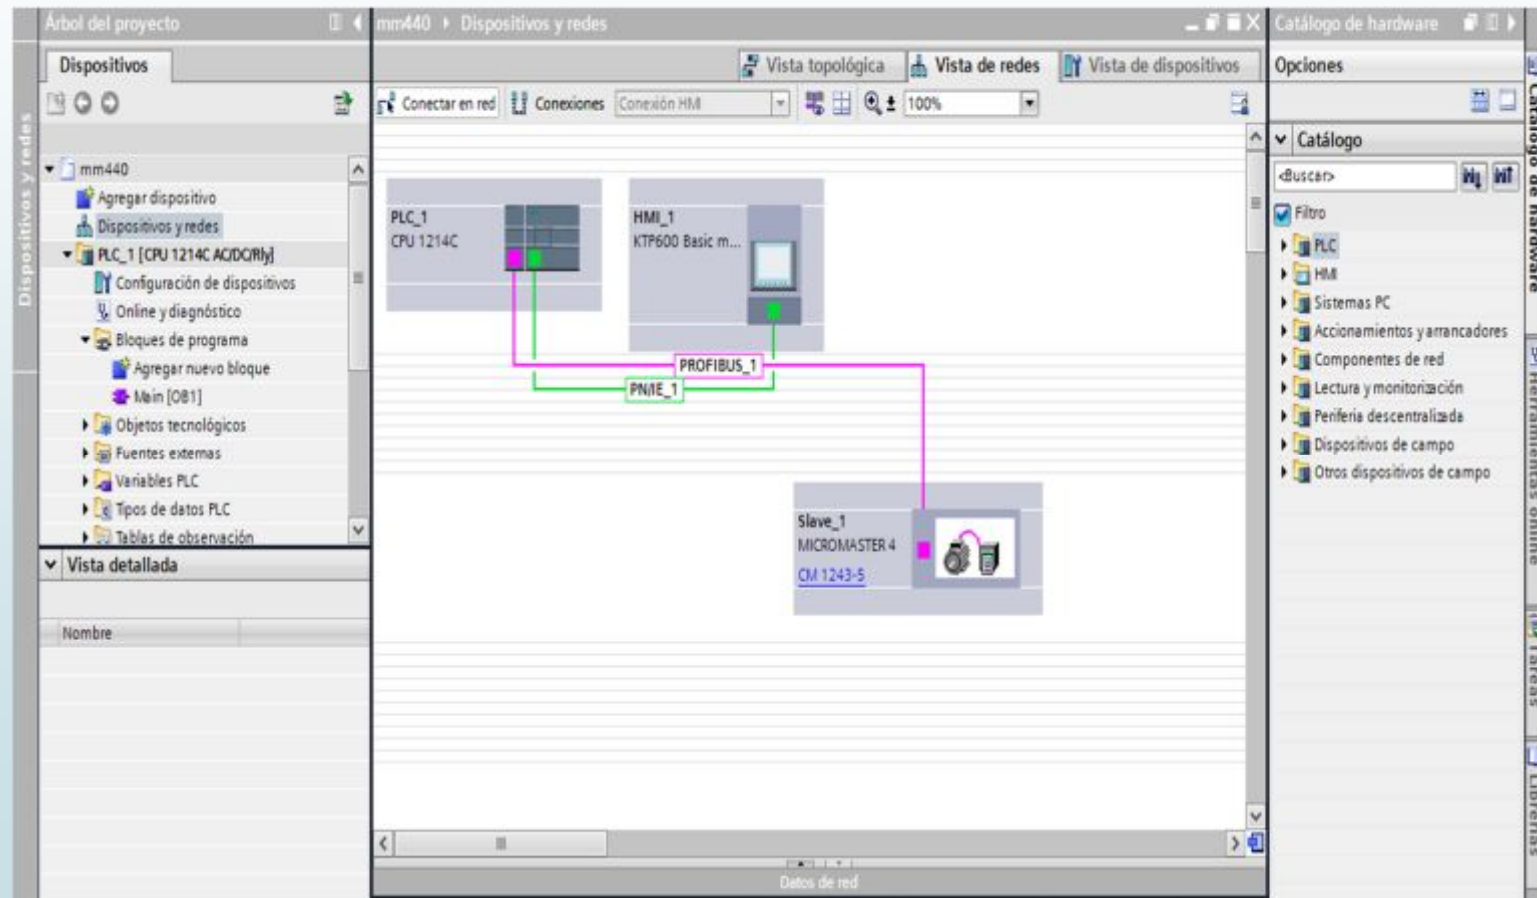 Árbol del proyecto
Dispositivos
Dispositivos y redes
mm440
Agregar dispositivo
Dispositivos y redes
PLC_1 [CPU 1214C AC/DC/Rly]
Configuración de dispositivos
Online y diagnóstico
Bloques de programa
Agregar nuevo bloque
Main [OB1]
Objetos tecnológicos
Fuentes externas
Variables PLC
Tipos de datos PLC
Tablas de observación
Vista detallada
Nombre
mm440 Dispositivos y redes
Vista topológica Vista de redes Vista de dispositivos
Conectar en red Conexiones Conexión HMI 100%
PLC_1
CPU 1214C
HMI_1
KTP600 Basic m...
PROFIBUS_1
PN/IE_1
Slave_1
MICROMASTER 4
CM 1243-5
Datos de red
Catálogo de hardware
Opciones
Catálogo
<Buscar>
Filtro
PLC
HMI
Sistemas PC
Accionamientos y arrancadores
Componentes de red
Lectura y monitorización
Periferia descentralizada
Dispositivos de campo
Otros dispositivos de campo
Catálogo de hardware
Herramientas online
Tareas
Librerías